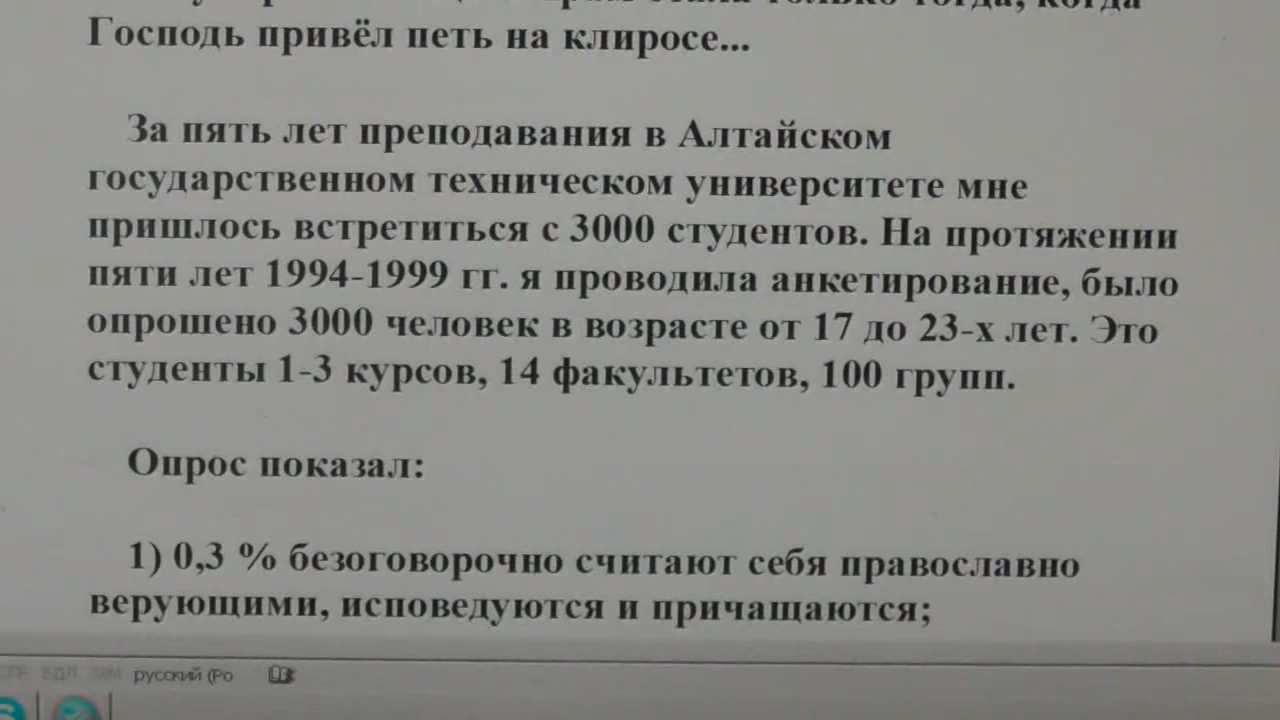 тогда, когда
Господь привёл петь на клиросе...
За пять лет преподавания в Алтайском
государственном техническом университете мне
пришлось встретиться с 3000 студентов. На протяжении
пяти лет 1994-1999 гг. я проводила анкетирование, было
опрошено 3000 человек в возрасте от 17 до 23-х лет. Это
студенты 1-3 курсов, 14 факультетов, 100 групп.
Опрос показал:
1) 0,3 % безоговорочно считают себя православно
верующими, исповедуются и причащаются;
русский (Ро